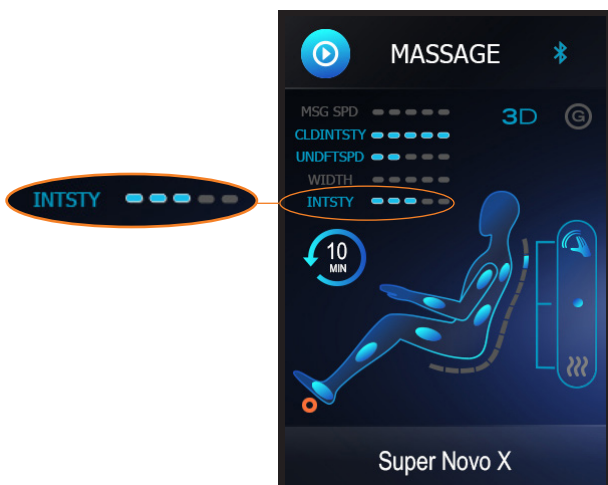 MASSAGE
MSG SPD
3D
G
CLDINTSTY
UNDFTSPD
WIDTH
INTSTY
INTSTY
10
MIN
Super Novo X